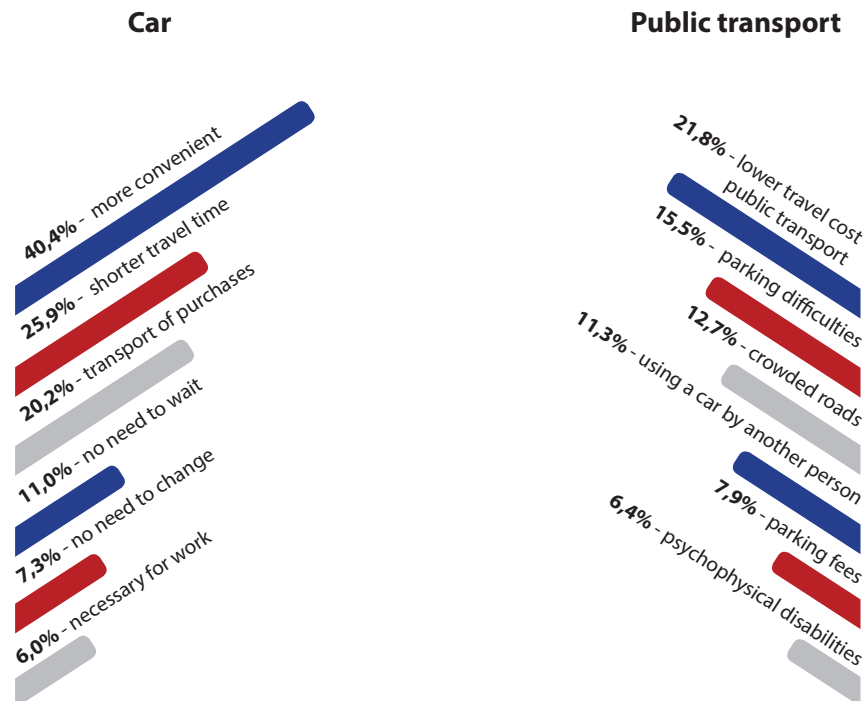 Car
40,4% - more convenient
25,9% - shorter travel time
20,2% - transport of purchases
11,0% - no need to wait
7,3% - no need to change
6,0% - necessary for work
Public transport
21,8% - lower travel cost
public transport
15,5% - parking difficulties
12,7% - crowded roads
11,3% - using a car by another person
7,9% - parking fees
6,4% - psychophysical disabilities